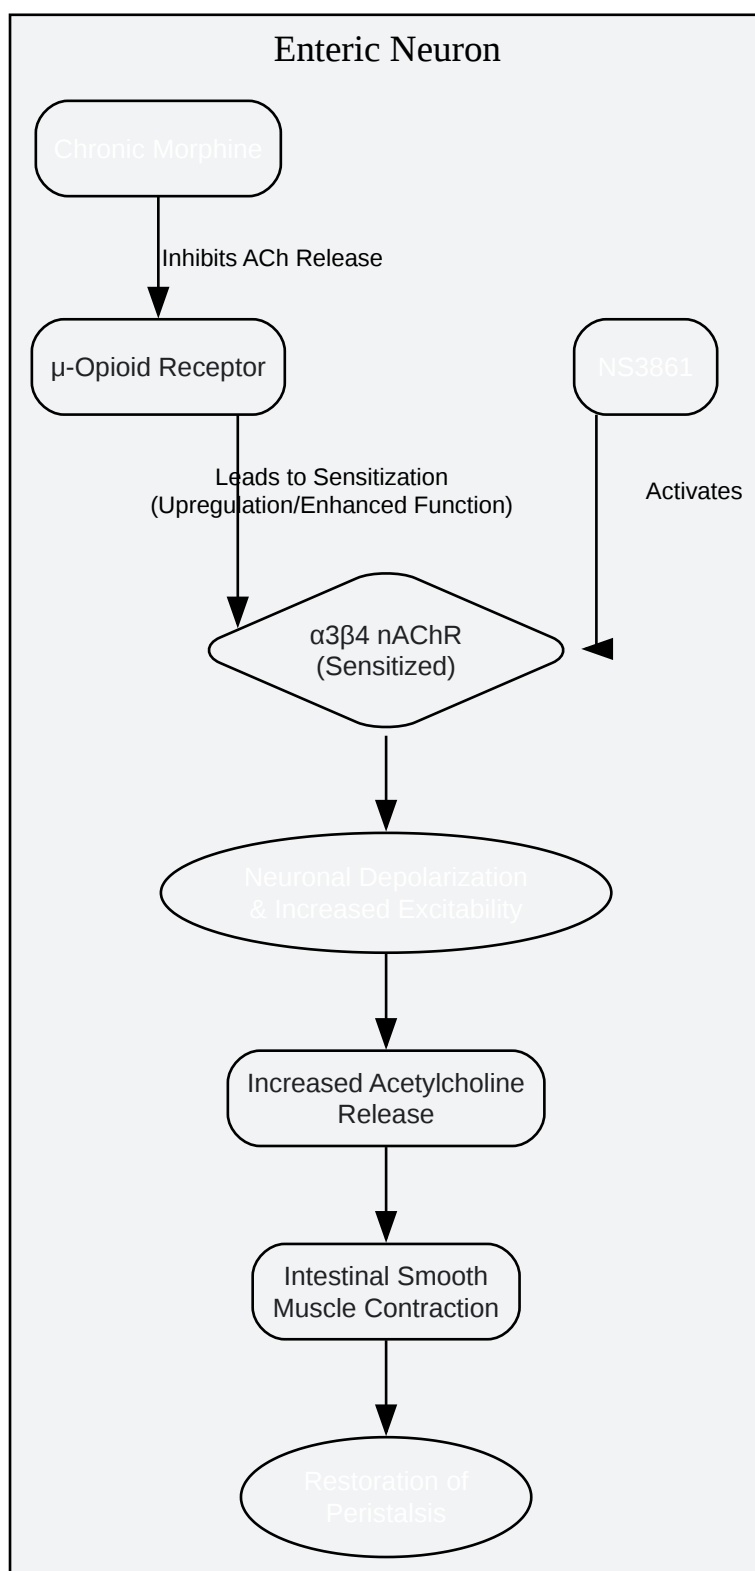 Enteric Neuron
Chronic Morphine
Inhibits ACh Release
μ-Opioid Receptor
NS3861
Leads to Sensitization
(Upregulation/Enhanced Function)
Activates
α3β4 nAChR
(Sensitized)
Neuronal Depolarization
& Increased Excitability
Increased Acetylcholine
Release
Intestinal Smooth
Muscle Contraction
Restoration of
Peristalsis